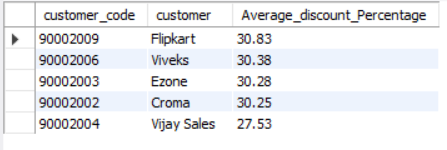 customer_code customer Average_discount_Percentage
90002009 Flipkart 30.83
90002006 Viveks 30.38
90002003 Ezone 30.28
90002002 Croma 30.25
90002004 Vijay Sales 27.53